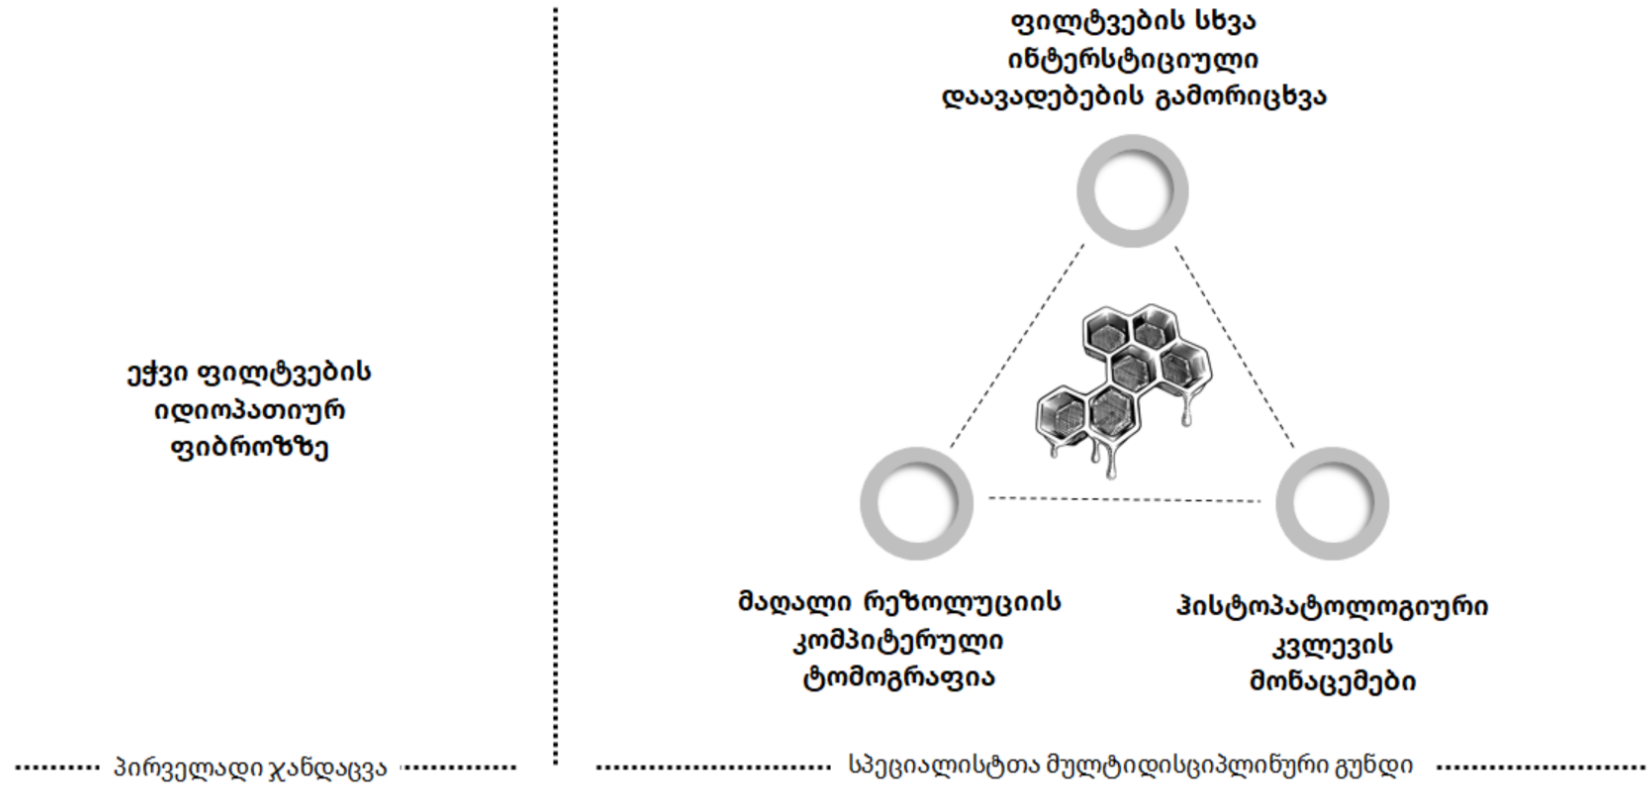 ეჭვი ფილტვების
იდიოპათიურ
ფიბროზზე
პირველადი ჯანდაცვა
ფილტვების სხვა
ინტერსტიციული
დაავადებების გამორიცხვა
მაღალი რეზოლუციის
კომპიტერული
ტომოგრაფია
ჰისტოპატოლოგიური
კვლევის
მონაცემები
სპეციალისტთა მულტიდისციპლინური გუნდი